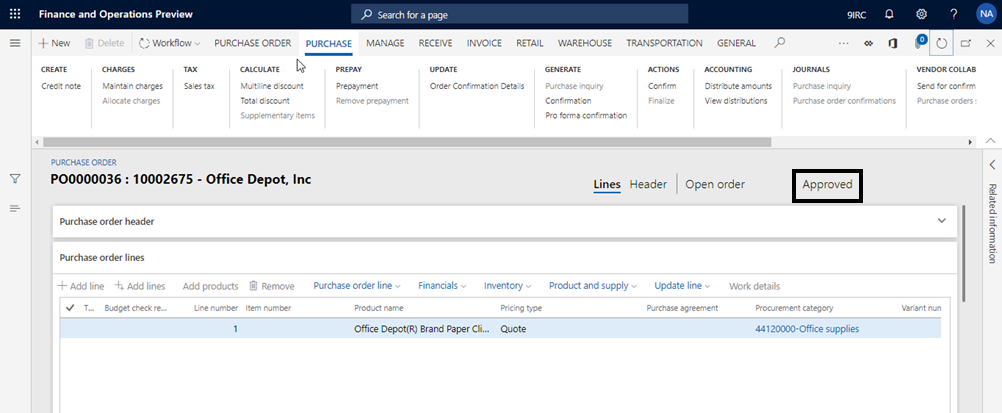 Finance and Operations Preview
Search for a page
9IRC
?
NA
New
Delete
Workflow
PURCHASE ORDER
PURCHASE
MANAGE
RECEIVE
INVOICE
RETAIL
WAREHOUSE
TRANSPORTATION
GENERAL
0
CREATE
Credit note
CHARGES
Maintain charges
Allocate charges
TAX
Sales tax
CALCULATE
Multiline discount
Total discount
Supplementary items
PREPAY
Prepayment
Remove prepayment
UPDATE
Order Confirmation Details
GENERATE
Purchase inquiry
Confirmation
Pro forma confirmation
ACTIONS
Confirm
Finalize
ACCOUNTING
Distribute amounts
View distributions
JOURNALS
Purchase inquiry
Purchase order confirmations
VENDOR COLLAB
Send for confirm
Purchase orders s
PURCHASE ORDER
PO0000036 : 10002675 - Office Depot, Inc
Lines
Header
Open order
Approved
Related information
Purchase order header
Purchase order lines
Add line
Add lines
Add products
Remove
Purchase order line
Financials
Inventory
Product and supply
Update line
Work details
T...
Budget check re...
Line number
Item number
Product name
Pricing type
Purchase agreement
Procurement category
Variant num
1
Office Depot(R) Brand Paper Cli...
Quote
44120000-Office supplies